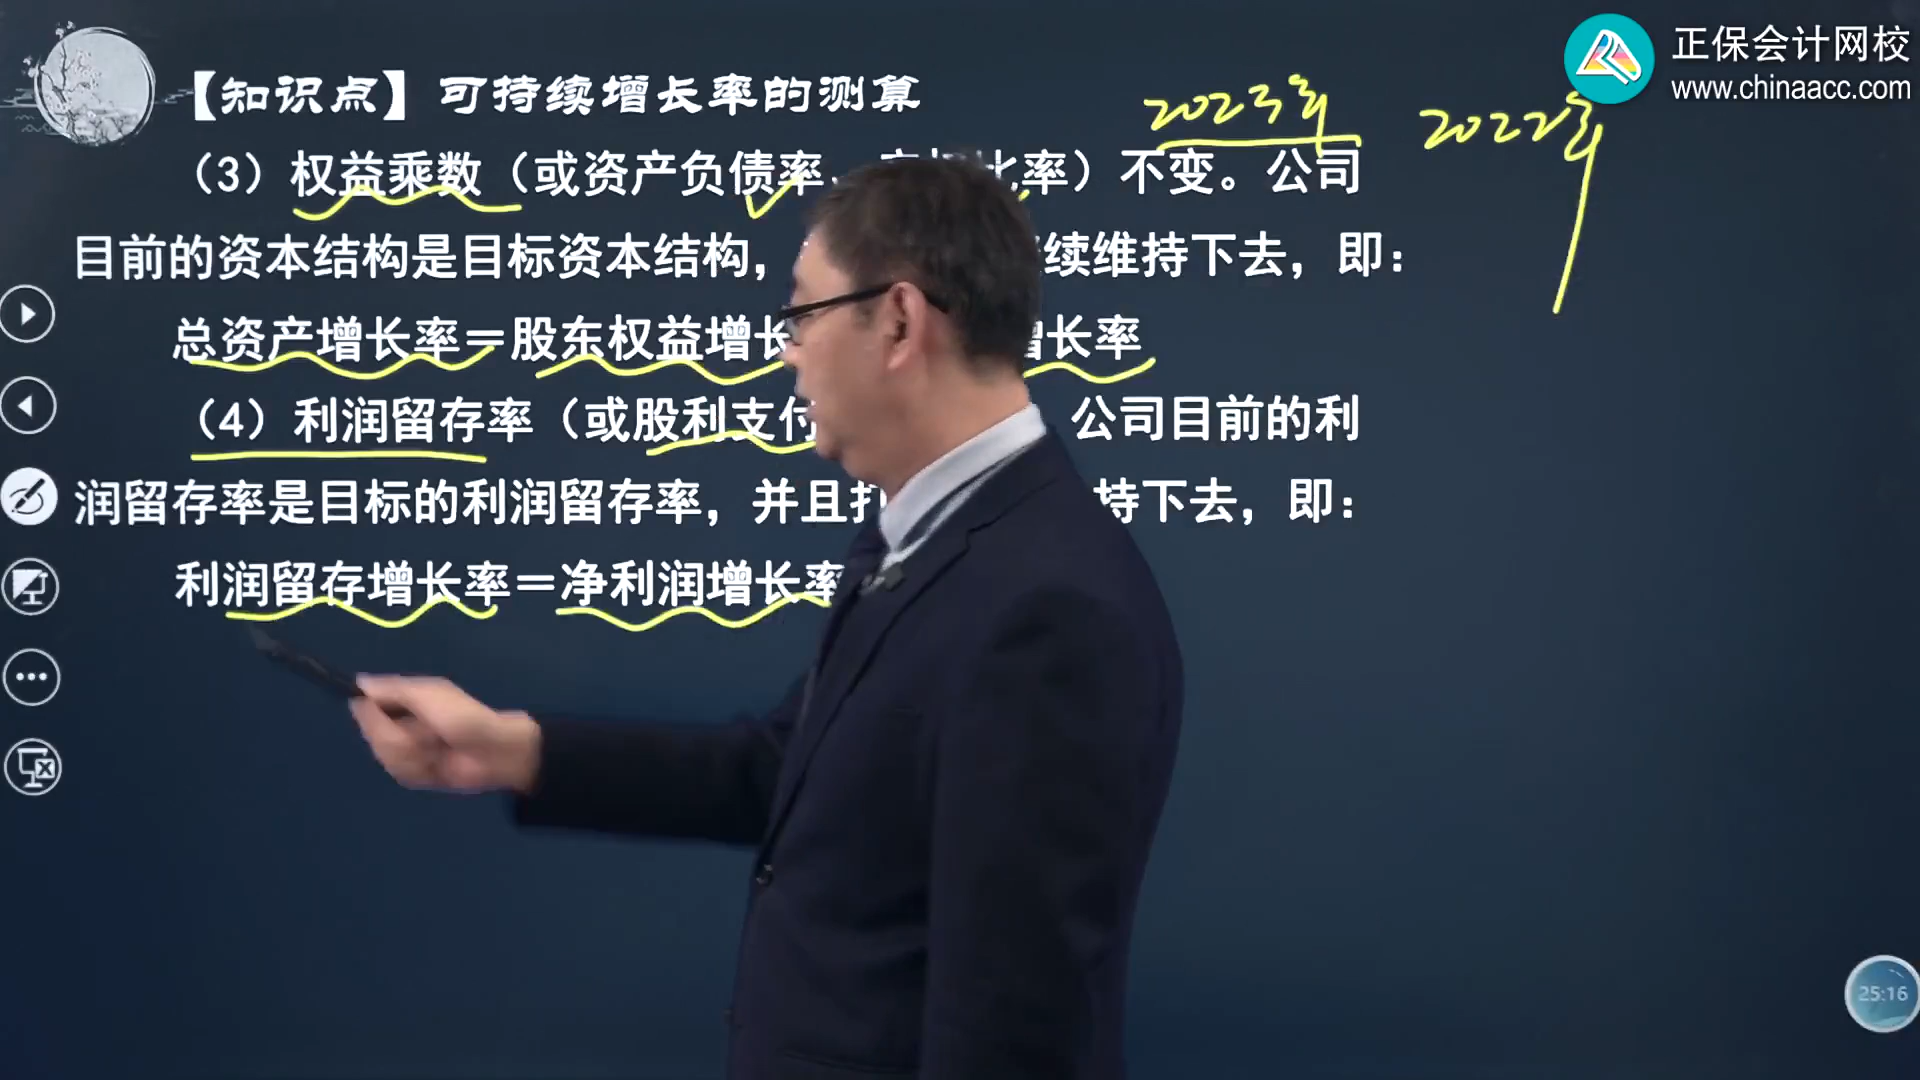 正保会计网校
www.chinaacc.com
【知识点】可持续增长率的测算
2023年 2022年
（3）权益乘数（或资产负债率、 比率）不变。公司
目前的资本结构是目标资本结构， 续维持下去，即：
总资产增长率＝股东权益增长 增长率
（4）利润留存率（或股利支付 公司目前的利
润留存率是目标的利润留存率，并且打 持下去，即：
利润留存增长率＝净利润增长率
25:16